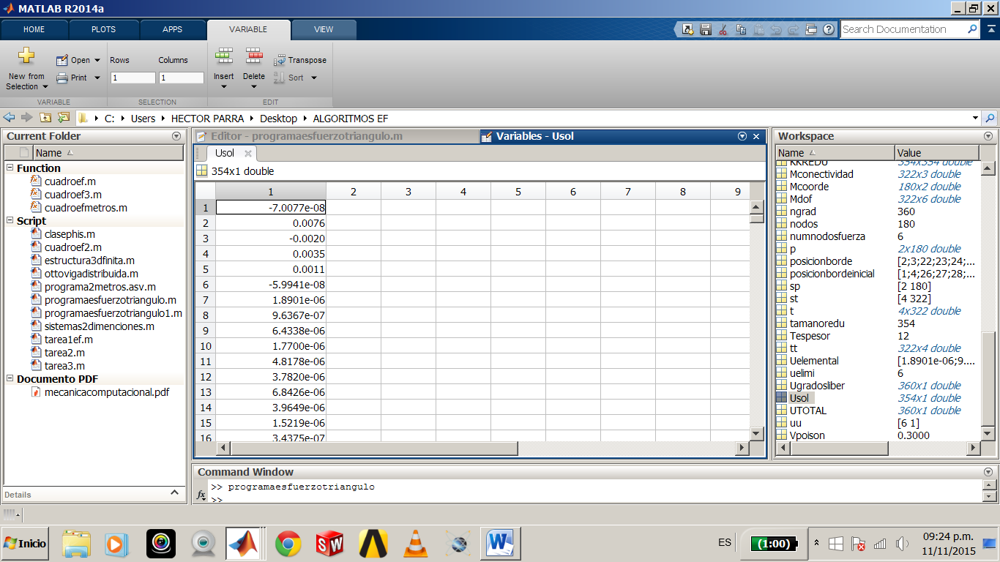 MATLAB R2014a
HOME PLOTS APPS VARIABLE VIEW
Search Documentation
New from Selection
Open
Print
Rows Columns
1 1
Insert Delete
Transpose
Sort
VARIABLE SELECTION EDIT
C: Users HECTOR PARRA Desktop ALGORITMOS EF
Current Folder
Name
Function
cuadroef.m
cuadroef3.m
cuadroefmetros.m
Script
clasephis.m
cuadroef2.m
estructura3dfinita.m
ottovigadistribuida.m
programa2metros.asv.m
programaesfuerzotriangulo.m
programaesfuerzotriangulo1.m
sistemas2dimenciones.m
tarea1ef.m
tarea2.m
tarea3.m
Documento PDF
mecanicacomputacional.pdf
Details
Editor - programaesfuerzotriangulo.m
Variables - Usol
Usol
354x1 double
1 2 3 4 5 6 7 8 9
1 -7.0077e-08
2 0.0076
3 -0.0020
4 0.0035
5 0.0011
6 -5.9941e-08
7 1.8901e-06
8 9.6367e-07
9 6.4338e-06
10 1.7700e-06
11 4.8178e-06
12 3.7820e-06
13 6.8426e-06
14 3.9649e-06
15 1.5219e-06
16 3.4375e-07
Command Window
>> programaesfuerzotriangulo
fx >>
Workspace
Name Value
KKREDU 354x354 double
Mconectividad 322x3 double
Mcoorde 180x2 double
Mdof 322x6 double
ngrad 360
nodos 180
numnodosfuerza 6
p 2x180 double
posicionborde [2;3;22;23;24;...
posicionbordeinicial [1;4;26;27;28;...
sp [2 180]
st [4 322]
t 4x322 double
tamanoredu 354
Tespesor 12
tt 322x4 double
Uelemental [1.8901e-06;9....
uelimi 6
Ugradosliber 360x1 double
Usol 354x1 double
UTOTAL 360x1 double
uu [6 1]
Vpoison 0.3000
Inicio
SW
W
ES
(1:00)
09:24 p.m.
11/11/2015